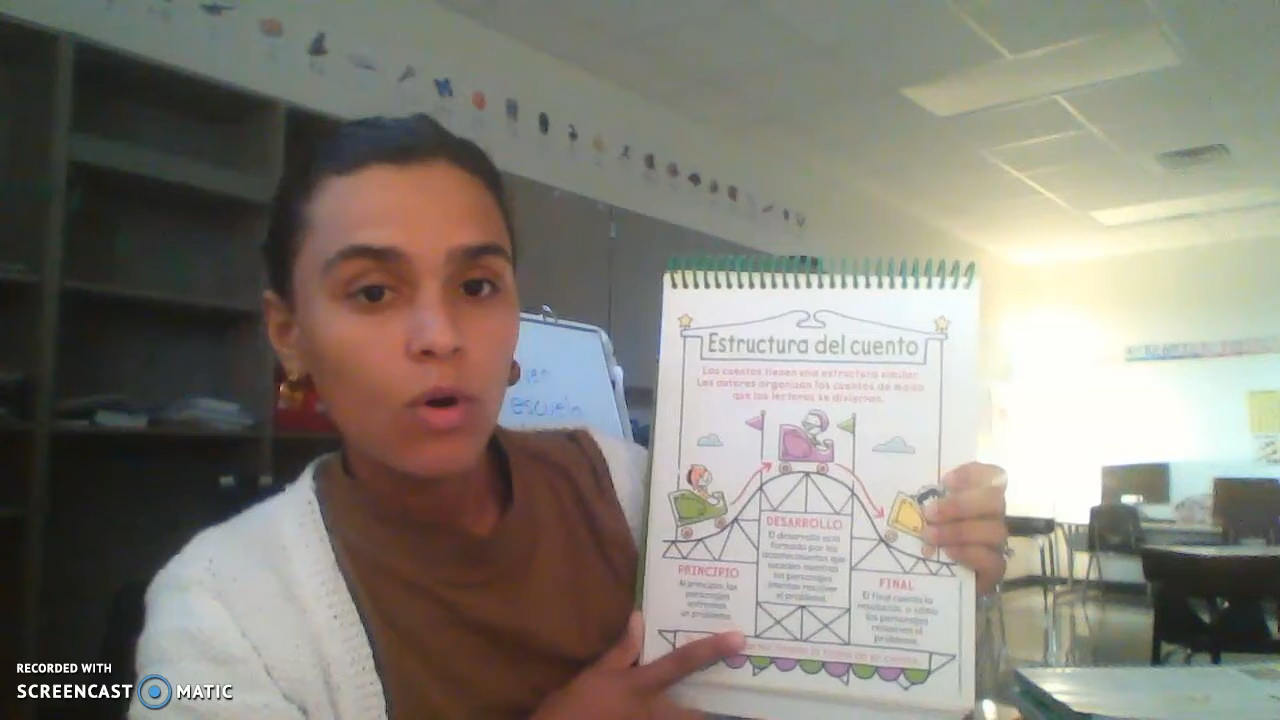 Estructura del cuento
Los cuentos tienen una estructura similar.
Los autores organizan los cuentos de modo
que los lectores se diviertan.
DESARROLLO
El desarrollo está
formado por los
acontecimientos que
suceden mientras
los personajes
intentan resolver
el problema.
PRINCIPIO
Al principio, los
personajes
enfrentan
un problema.
FINAL
El final cuenta la
resolución, o cómo
los personajes
resuelven el
problema.
escuela
RECORDED WITH
SCREENCAST MATIC